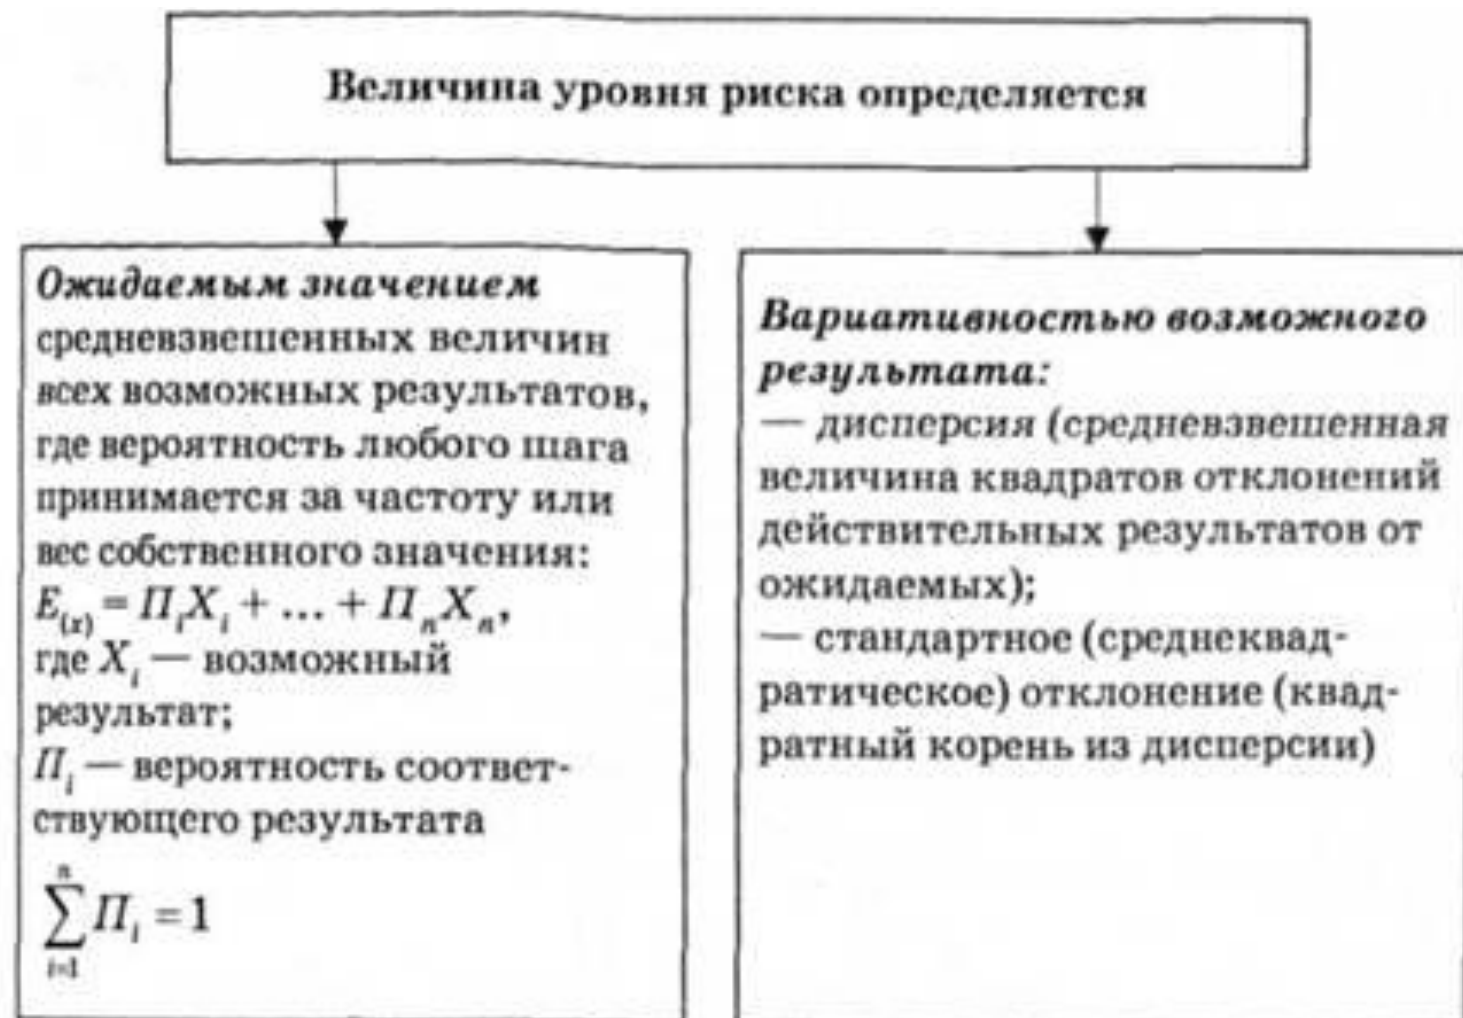 Величина уровня риска определяется
Ожидаемым значением
средневзвешенных величин
всех возможных результатов,
где вероятность любого шага
принимается за частоту или
вес собственного значения:
E(x) = ПiXi + ... + ПnXn,
где Xi — возможный
результат;
Пi — вероятность соответ-
ствующего результата
n
∑Пi = 1
i=1
Вариативностью возможного
результата:
— дисперсия (средневзвешенная
величина квадратов отклонений
действительных результатов от
ожидаемых);
— стандартное (среднеквад-
ратическое) отклонение (квад-
ратный корень из дисперсии)